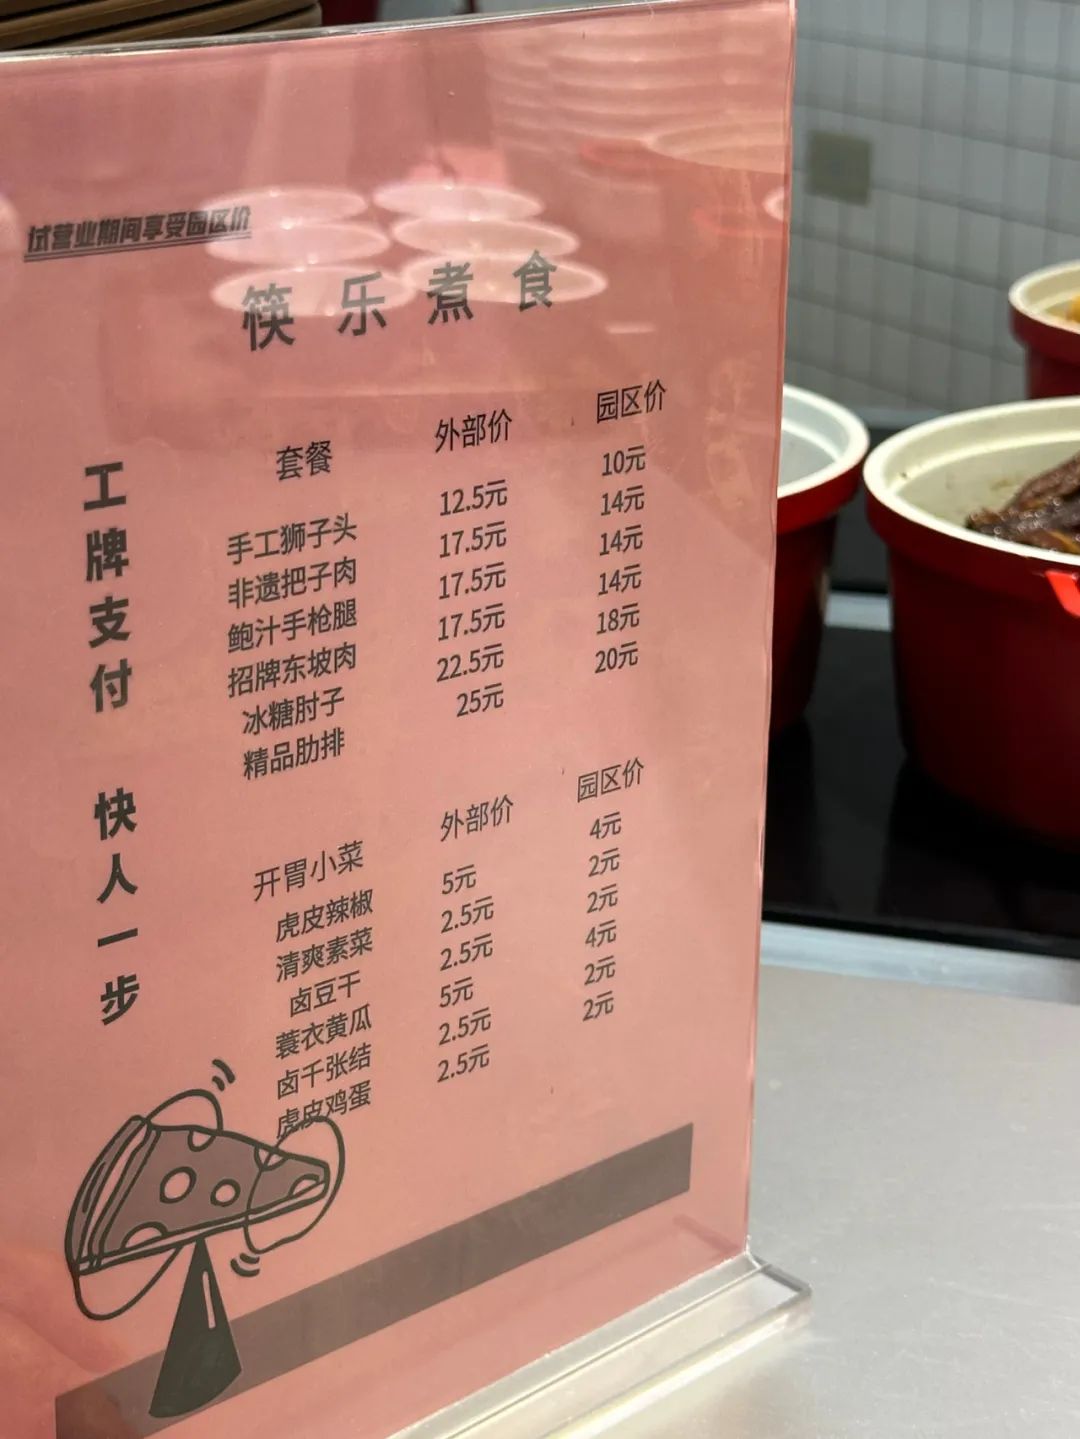 试营业期间享受园区价
筷乐煮食
工牌支付 快人一步
套餐 外部价 园区价
手工狮子头 12.5元 10元
非遗把子肉 17.5元 14元
鲍汁手枪腿 17.5元 14元
招牌东坡肉 17.5元 14元
冰糖肘子 22.5元 18元
精品肋排 25元 20元
开胃小菜 外部价 园区价
虎皮辣椒 5元 4元
清爽素菜 2.5元 2元
卤豆干 2.5元 2元
蓑衣黄瓜 5元 4元
卤千张结 2.5元 2元
虎皮鸡蛋 2.5元 2元